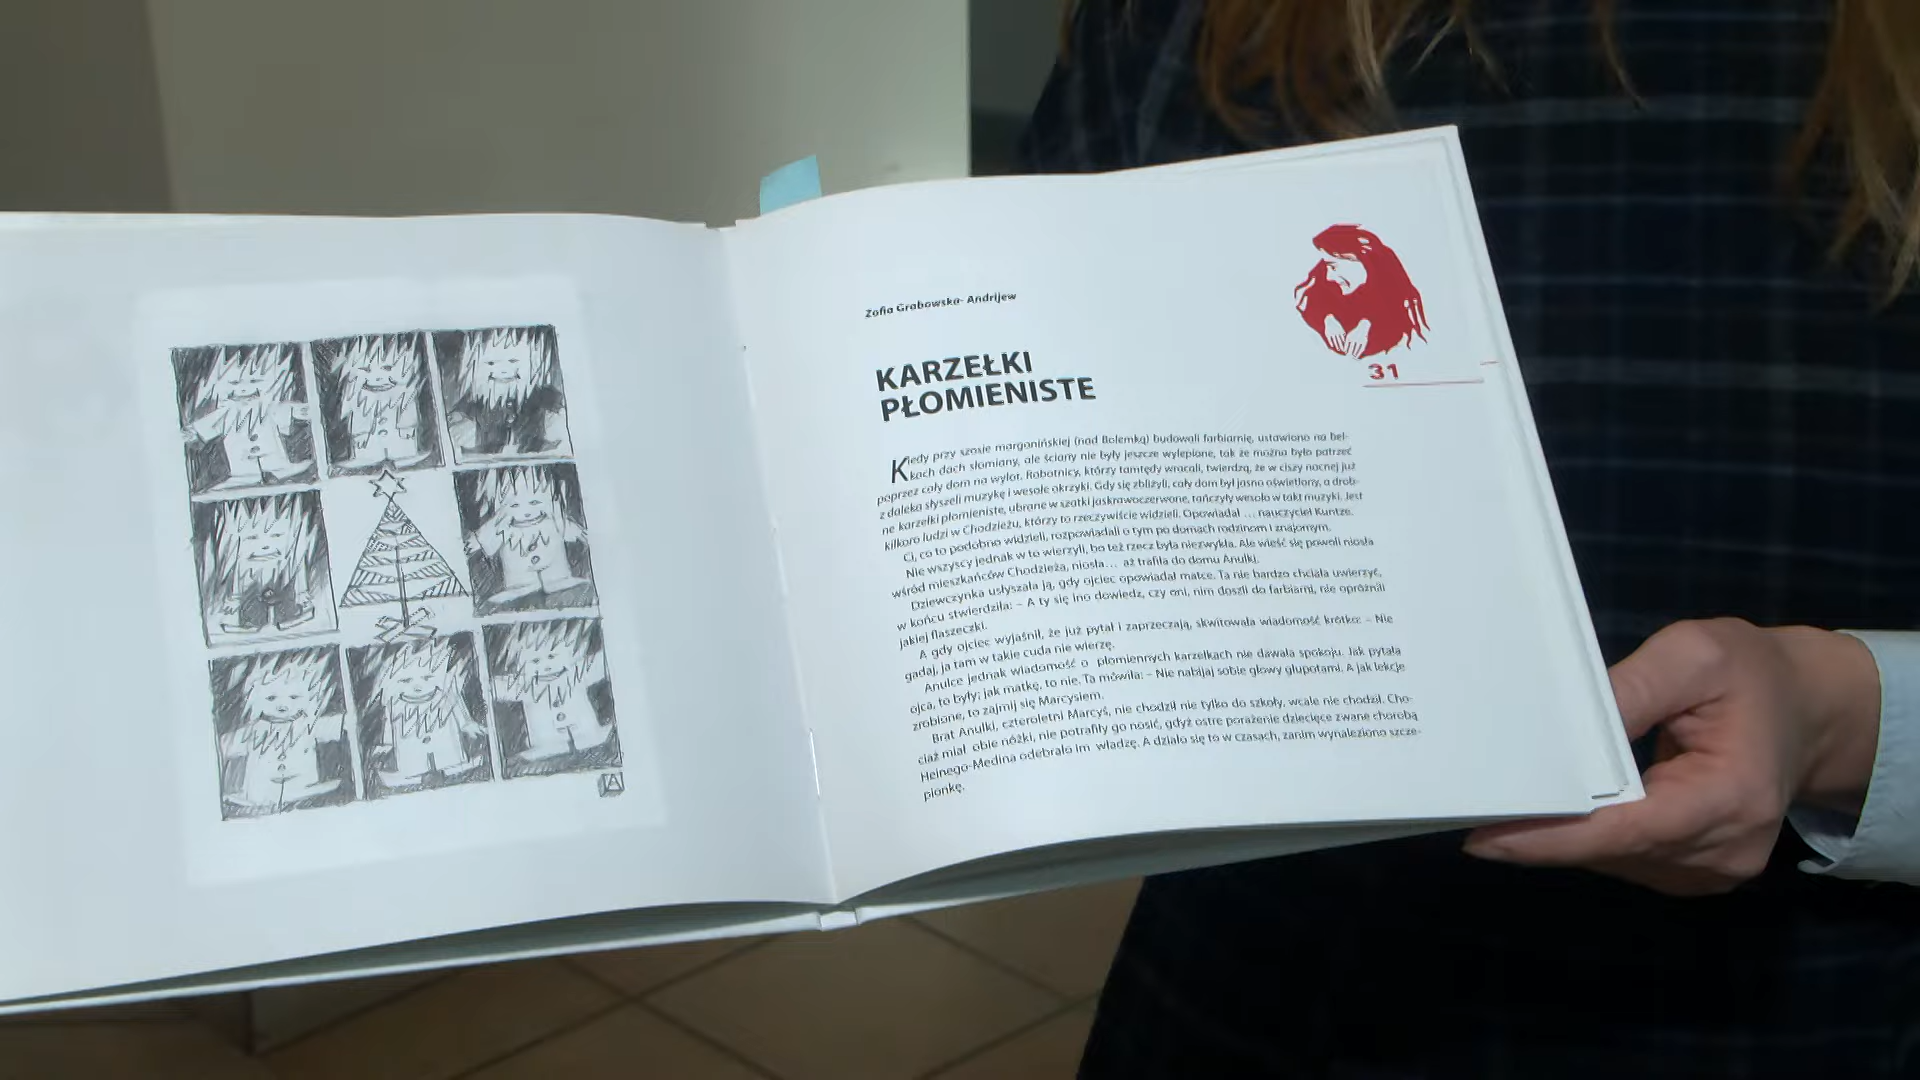 Zofia Grabowska- Andrijew
31
KARZEŁKI
PŁOMIENISTE
Kiedy przy szosie margonińskiej (nad Bolemką) budowali farbiarnię, ustawiono na bel-
kach dach słomiany, ale ściany nie były jeszcze wylepione, tak że można było patrzeć
poprzez cały dom na wylot. Robotnicy, którzy tamtędy wracali, twierdzą, że w ciszy nocnej już
z daleka słyszeli muzykę i wesołe okrzyki. Gdy się zbliżyli, cały dom był jasno oświetlony, a drob-
ne karzełki płomieniste, ubrane w szatki jaskrawoczerwone, tańczyły wesoło w takt muzyki. Jest
kilkoro ludzi w Chodzieżu, którzy to rzeczywiście widzieli. Opowiadał ... nauczyciel Kuntze.
Ci, co to podobno widzieli, rozpowiadali o tym po domach rodzinom i znajomym.
Nie wszyscy jednak w to wierzyli, bo też rzecz była niezwykła. Ale wieść się powoli niosła
wśród mieszkańców Chodzieża, niosła... aż trafiła do domu Anulki.
Dziewczynka usłyszała ją, gdy ojciec opowiadał matce. Ta nie bardzo chciała uwierzyć,
w końcu stwierdziła: – A ty się ino dowiedz, czy oni, nim doszli do farbiarni, nie opróżnili
jakiej flaszeczki.
A gdy ojciec wyjaśnił, że już pytał i zaprzeczają, skwitowała wiadomość krótko: – Nie
gadaj, ja tam w takie cuda nie wierzę.
Anulce jednak wiadomość o płomiennych karzełkach nie dawała spokoju. Jak pytała
ojca, to były; jak matkę, to nie. Ta mówiła: – Nie nabijaj sobie głowy głupotami. A jak lekcje
zrobione, to zajmij się Marcysiem.
Brat Anulki, czteroletni Marcyś, nie chodził nie tylko do szkoły, wcale nie chodził. Cho-
ciaż miał obie nóżki, nie potrafiły go nosić, gdyż ostre porażenie dziecięce zwane chorobą
Heinego-Medina odebrało im władzę. A działo się to w czasach, zanim wynaleziono szcze-
pionkę.